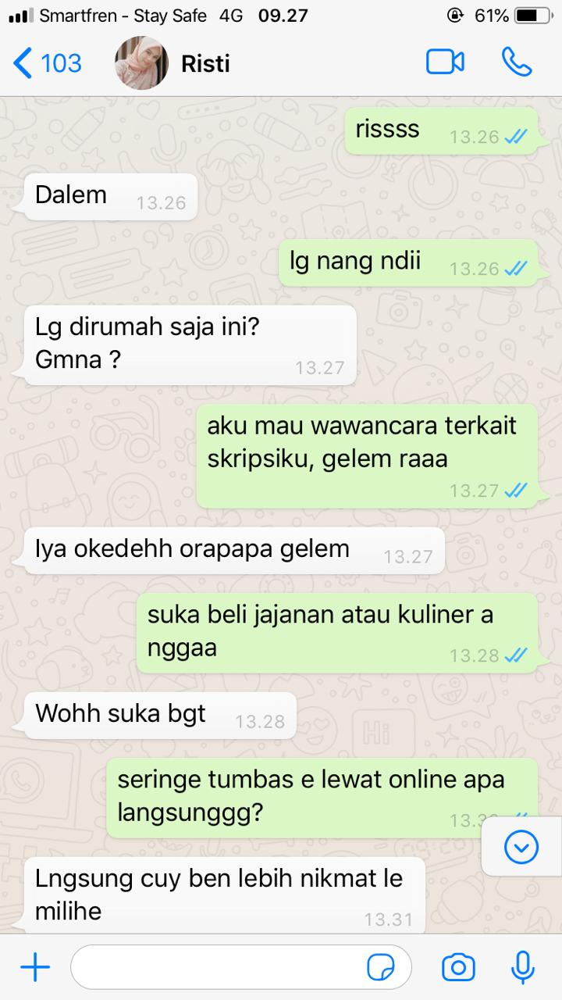 Smartfren - Stay Safe 4G 09.27 61%
103 Risti
rissss 13.26
Dalem 13.26
lg nang ndii 13.26
Lg dirumah saja ini?
Gmna ? 13.27
aku mau wawancara terkait
skripsiku, gelem raaa
13.27
Iya okedehh orapapa gelem 13.27
suka beli jajanan atau kuliner a
nggaa 13.28
Wohh suka bgt 13.28
seringe tumbas e lewat online apa
langsunggg?
Lngsung cuy ben lebih nikmat le
milihe 13.31